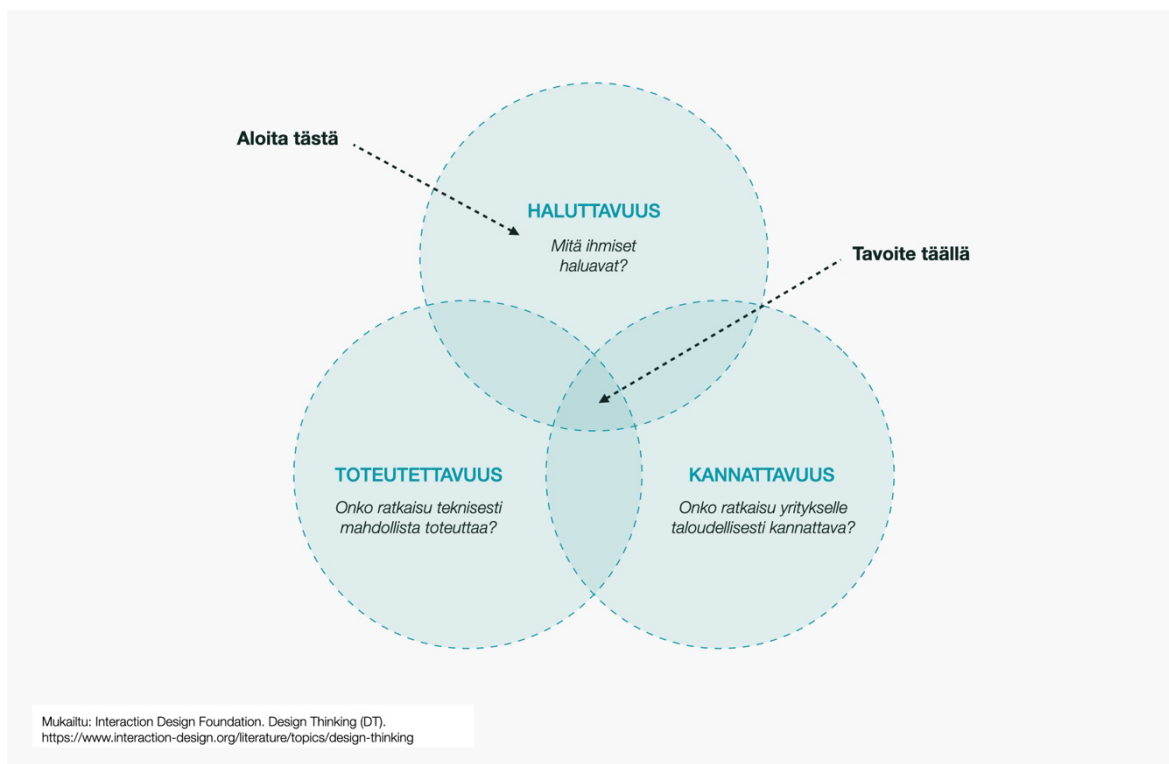 Aloita tästä
HALUTTAVUUS
Mitä ihmiset
haluavat?
Tavoite täällä
TOTEUTETTAVUUS
Onko ratkaisu teknisesti
mahdollista toteuttaa?
KANNATTAVUUS
Onko ratkaisu yritykselle
taloudellisesti kannattava?
Mukailtu: Interaction Design Foundation. Design Thinking (DT).
https://www.interaction-design.org/literature/topics/design-thinking